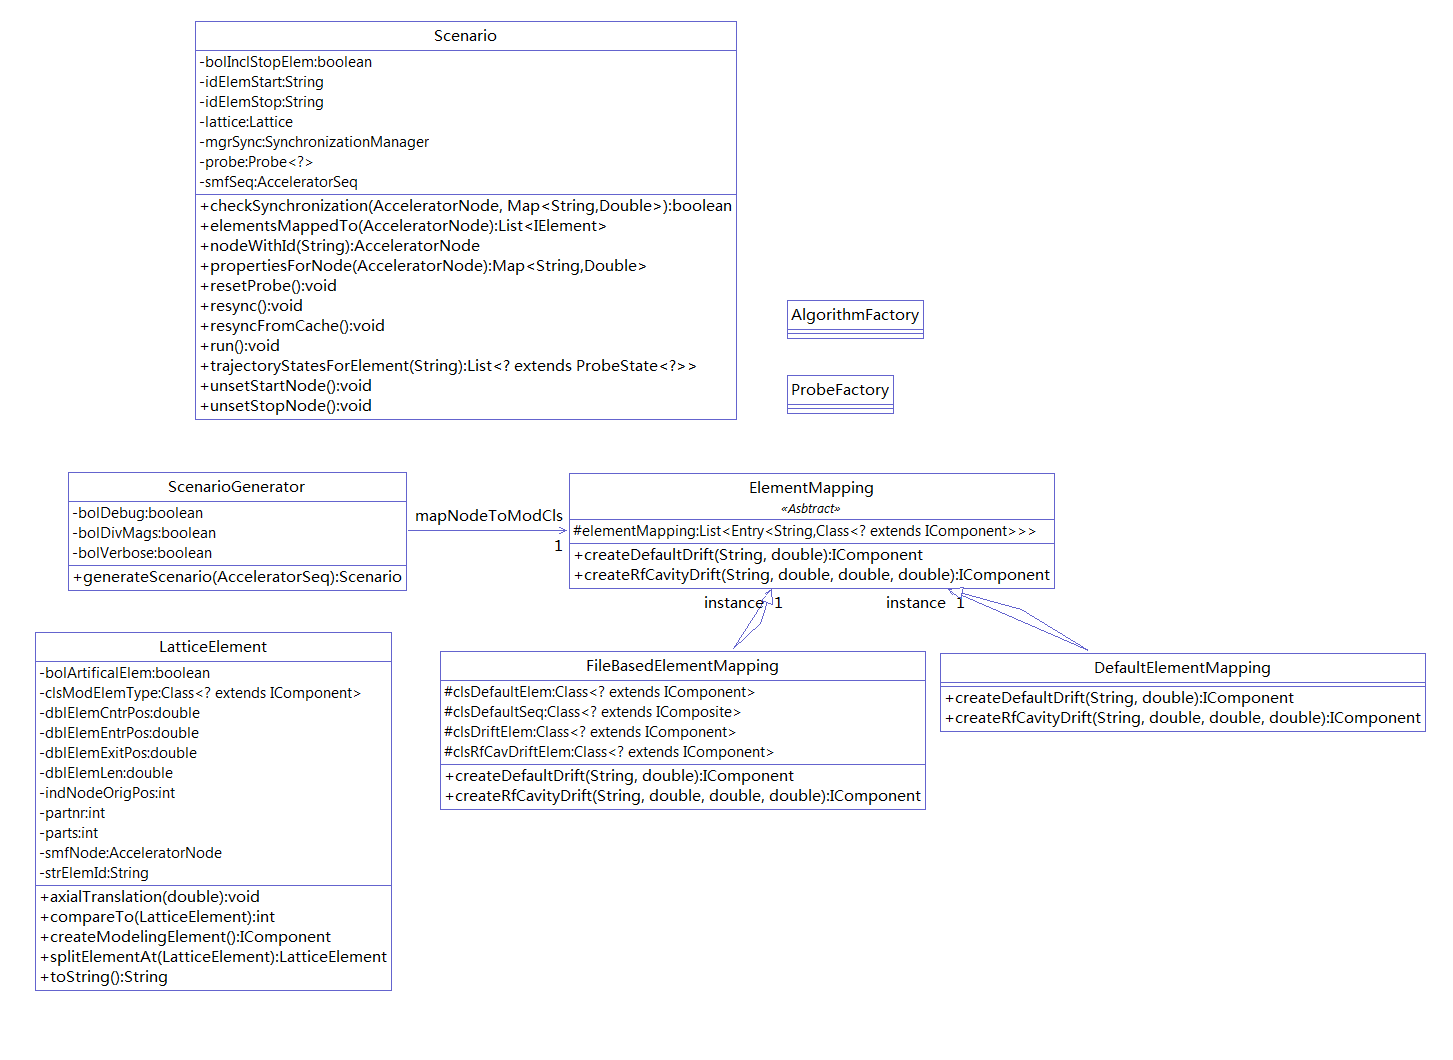 Scenario
-bolInclStopElem:boolean
-idElemStart:String
-idElemStop:String
-lattice:Lattice
-mgrSync:SynchronizationManager
-probe:Probe<?>
-smfSeq:AcceleratorSeq
+checkSynchronization(AcceleratorNode, Map<String,Double>):boolean
+elementsMappedTo(AcceleratorNode):List<IElement>
+nodeWithId(String):AcceleratorNode
+propertiesForNode(AcceleratorNode):Map<String,Double>
+resetProbe():void
+resync():void
+resyncFromCache():void
+run():void
+trajectoryStatesForElement(String):List<? extends ProbeState<?>>
+unsetStartNode():void
+unsetStopNode():void
AlgorithmFactory
ProbeFactory
ScenarioGenerator
-bolDebug:boolean
-bolDivMags:boolean
-bolVerbose:boolean
+generateScenario(AcceleratorSeq):Scenario
mapNodeToModCls
1
ElementMapping
«Asbtract»
#elementMapping:List<Entry<String,Class<? extends IComponent>>>
+createDefaultDrift(String, double):IComponent
+createRfCavityDrift(String, double, double, double):IComponent
instance 1
instance 1
LatticeElement
-bolArtificalElem:boolean
-clsModElemType:Class<? extends IComponent>
-dblElemCntrPos:double
-dblElemEntrPos:double
-dblElemExitPos:double
-dblElemLen:double
-indNodeOrigPos:int
-partnr:int
-parts:int
-smfNode:AcceleratorNode
-strElemId:String
+axialTranslation(double):void
+compareTo(LatticeElement):int
+createModelingElement():IComponent
+splitElementAt(LatticeElement):LatticeElement
+toString():String
FileBasedElementMapping
#clsDefaultElem:Class<? extends IComponent>
#clsDefaultSeq:Class<? extends IComposite>
#clsDriftElem:Class<? extends IComponent>
#clsRfCavDriftElem:Class<? extends IComponent>
+createDefaultDrift(String, double):IComponent
+createRfCavityDrift(String, double, double, double):IComponent
DefaultElementMapping
+createDefaultDrift(String, double):IComponent
+createRfCavityDrift(String, double, double, double):IComponent